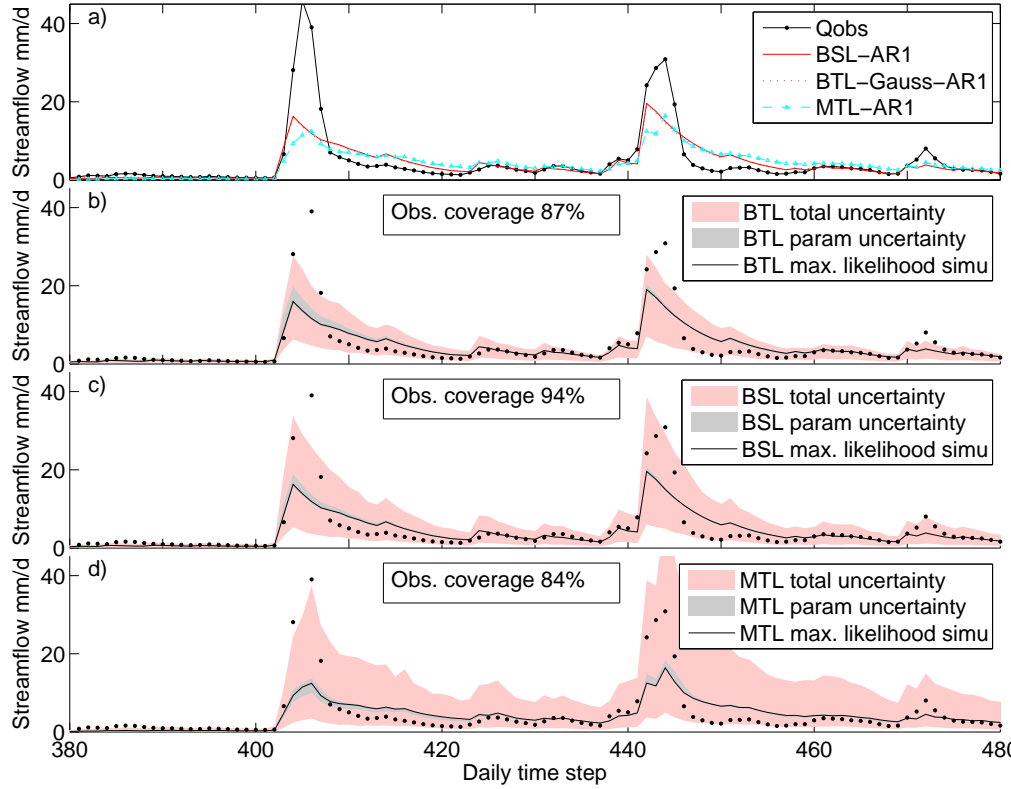 a)
Streamflow mm/d
40
20
0
Qobs
BSL−AR1
BTL−Gauss−AR1
MTL−AR1
b)
Streamflow mm/d
40
20
0
Obs. coverage 87%
BTL total uncertainty
BTL param uncertainty
BTL max. likelihood simu
c)
Streamflow mm/d
40
20
0
Obs. coverage 94%
BSL total uncertainty
BSL param uncertainty
BSL max. likelihood simu
d)
Streamflow mm/d
40
20
0
Obs. coverage 84%
MTL total uncertainty
MTL param uncertainty
MTL max. likelihood simu
380 400 420 440 460 480
Daily time step